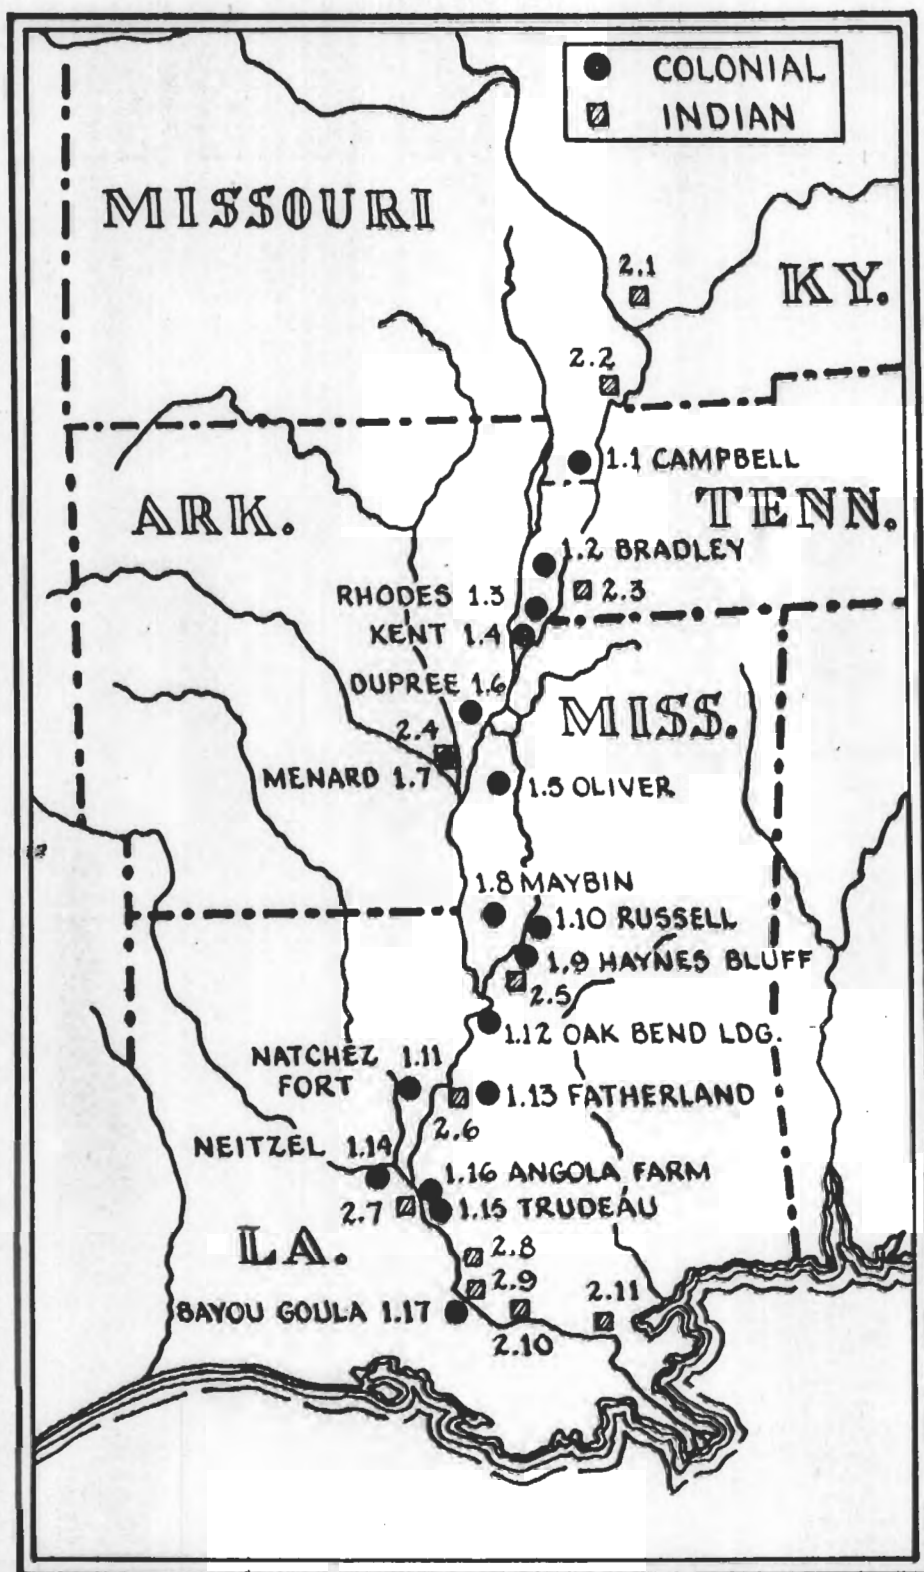 COLONIAL
INDIAN
MISSOURI
2.1
KY.
2.2
1.1 CAMPBELL
ARK.
TENN.
1.2 BRADLEY
RHODES 1.3
2.3
KENT 1.4
DUPREE 1.6
MISS.
2.4
MENARD 1.7
1.5 OLIVER
1.8 MAYBIN
1.10 RUSSELL
1.9 HAYNES BLUFF
2.5
1.12 OAK BEND LDG.
NATCHEZ 1.11
FORT
1.13 FATHERLAND
2.6
NEITZEL 1.14
1.16 ANGOLA FARM
2.7
1.15 TRUDEAU
LA.
2.8
2.9
2.11
BAYOU GOULA 1.17
2.10